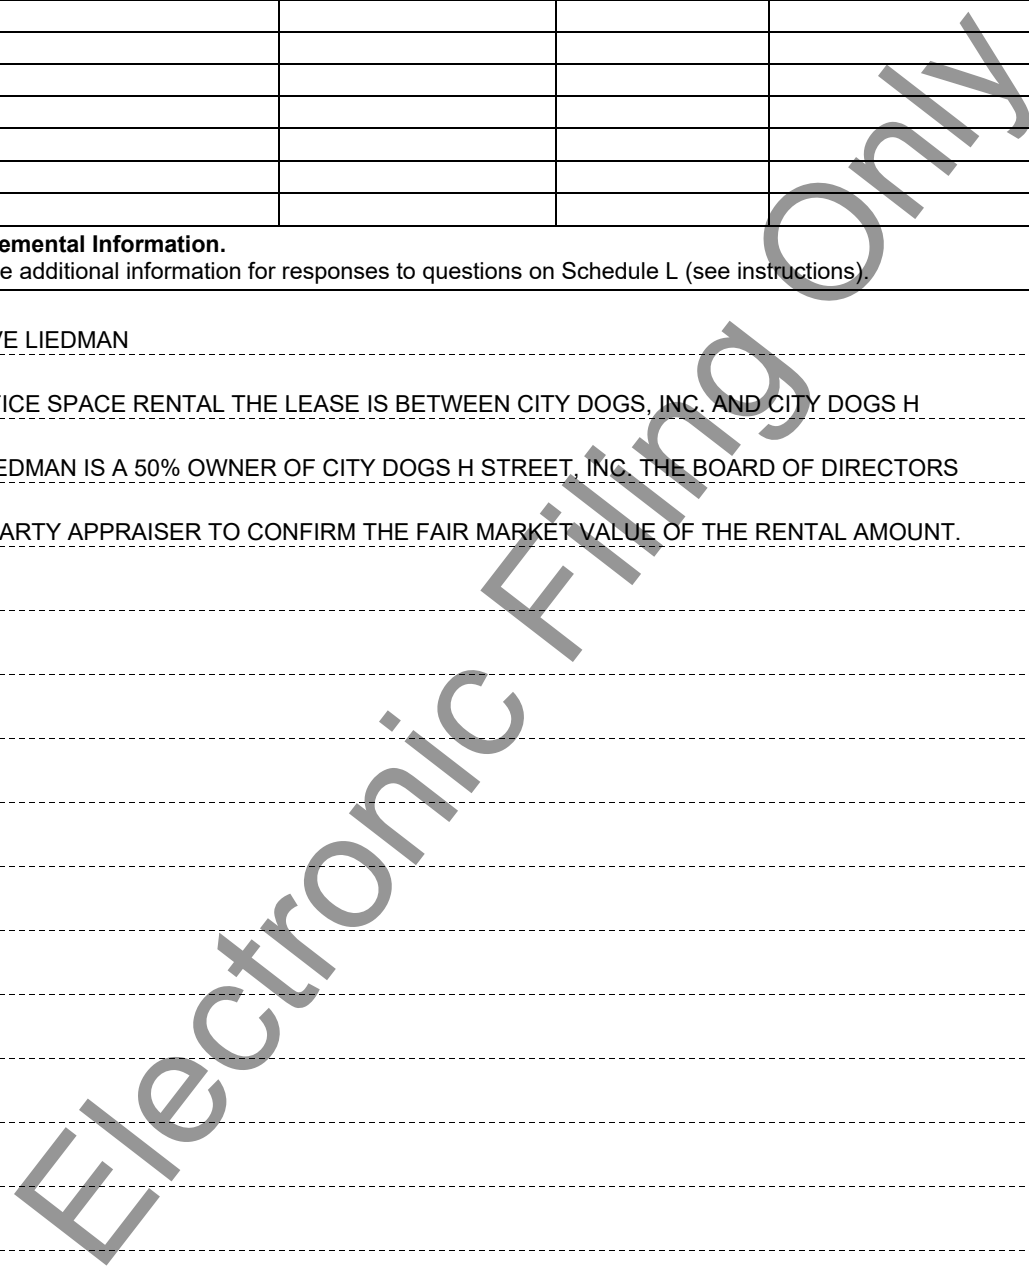 emental Information.
e additional information for responses to questions on Schedule L (see instructions).
VE LIEDMAN
ICE SPACE RENTAL THE LEASE IS BETWEEN CITY DOGS, INC. AND CITY DOGS H
EDMAN IS A 50% OWNER OF CITY DOGS H STREET, INC. THE BOARD OF DIRECTORS
ARTY APPRAISER TO CONFIRM THE FAIR MARKET VALUE OF THE RENTAL AMOUNT.
Electronic Filing Only